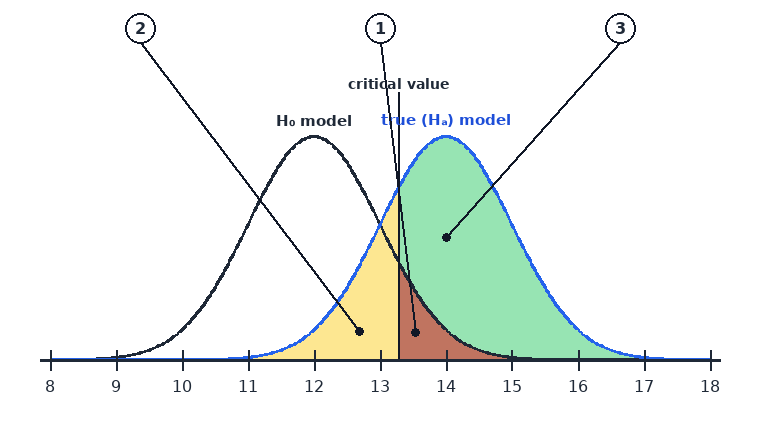 2 1 3
critical value
H₀ model true (Hₐ) model
8 9 10 11 12 13 14 15 16 17 18